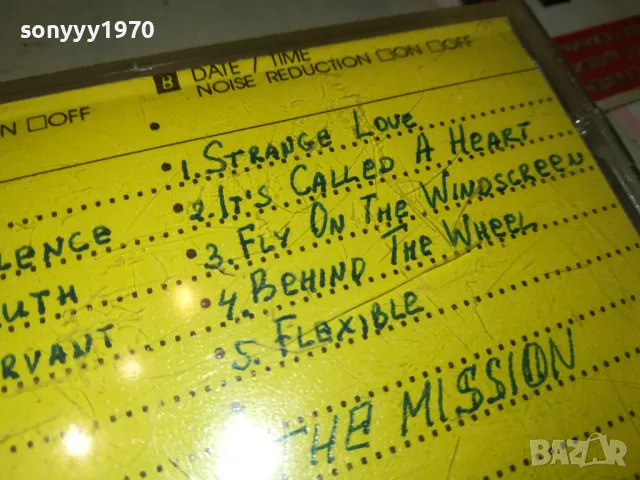 sonyyy1970
B DATE / TIME
NOISE REDUCTION □ON □OFF
N □OFF
1. STRANGE LOVE
2. IT'S CALLED A HEART
3. FLY ON THE WINDSCREEN
4. BEHIND THE WHEEL
5. FLEXIBLE
LENCE
UTH
RVANT
THE MISSION
BAZAR